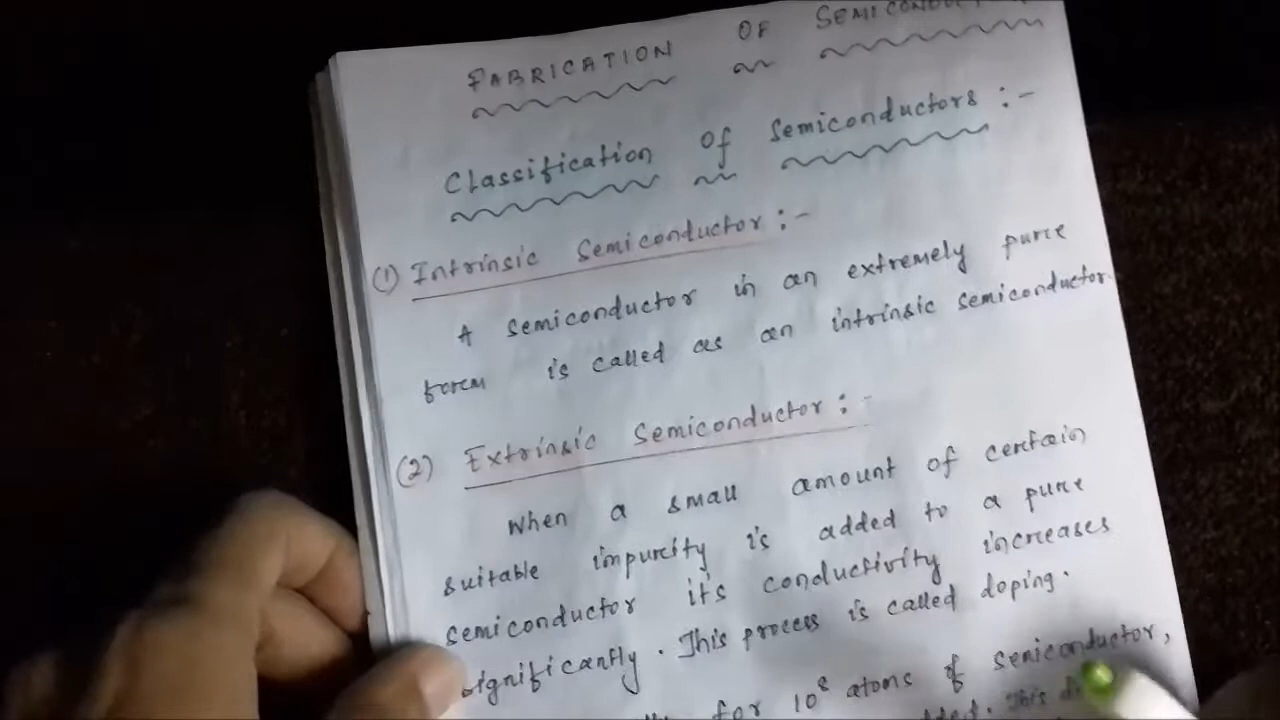 FABRICATION OF
Classification Of Semiconductors :-
(1) Intrinsic Semiconductor :-
A semiconductor in an extremely pure
form is called as an intrinsic semiconductor.
(2) Extrinsic Semiconductor :-
When a small amount of certain
suitable impurity is added to a pure
semiconductor it's conductivity increases
significantly. This process is called doping.
for 10⁸ atoms of semiconductor,
This